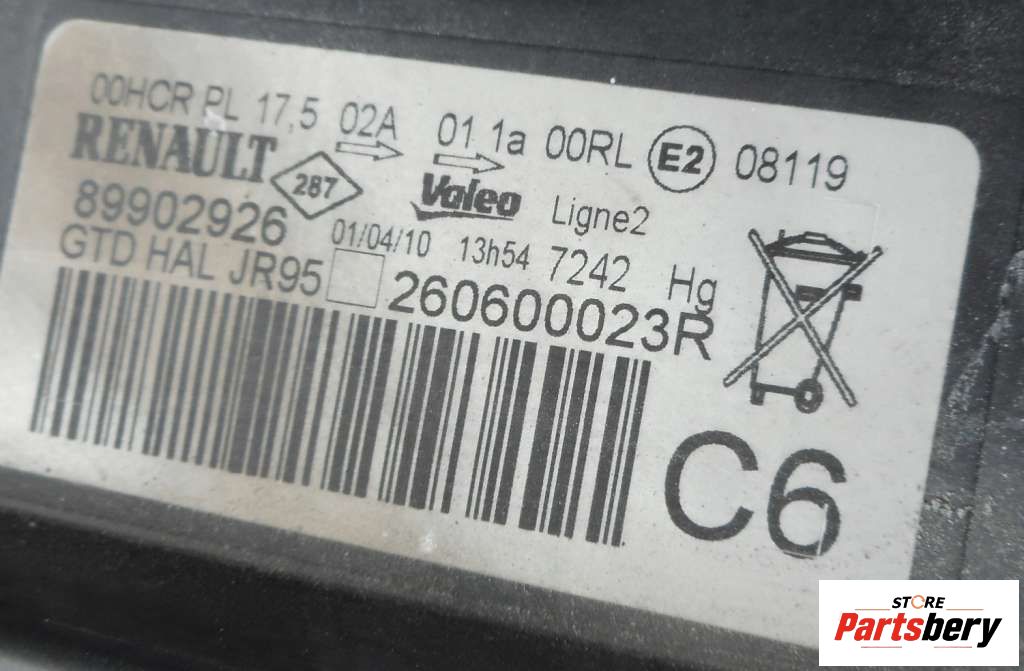 00HCR PL 17,5 02A 01 1a 00RL E2 08119
RENAULT 287 Valeo Ligne2
89902926 01/04/10 13h54 7242 Hg
GTD HAL JR95 260600023R
C6
STORE
Partsbery